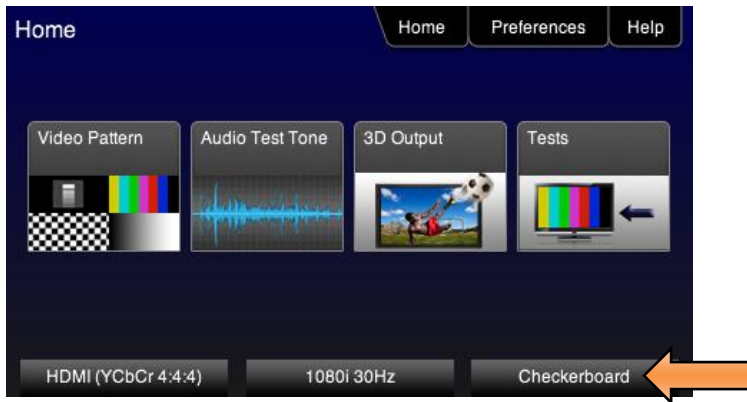 Home
Home Preferences Help
Video Pattern
Audio Test Tone
3D Output
Tests
HDMI (YCbCr 4:4:4)
1080i 30Hz
Checkerboard